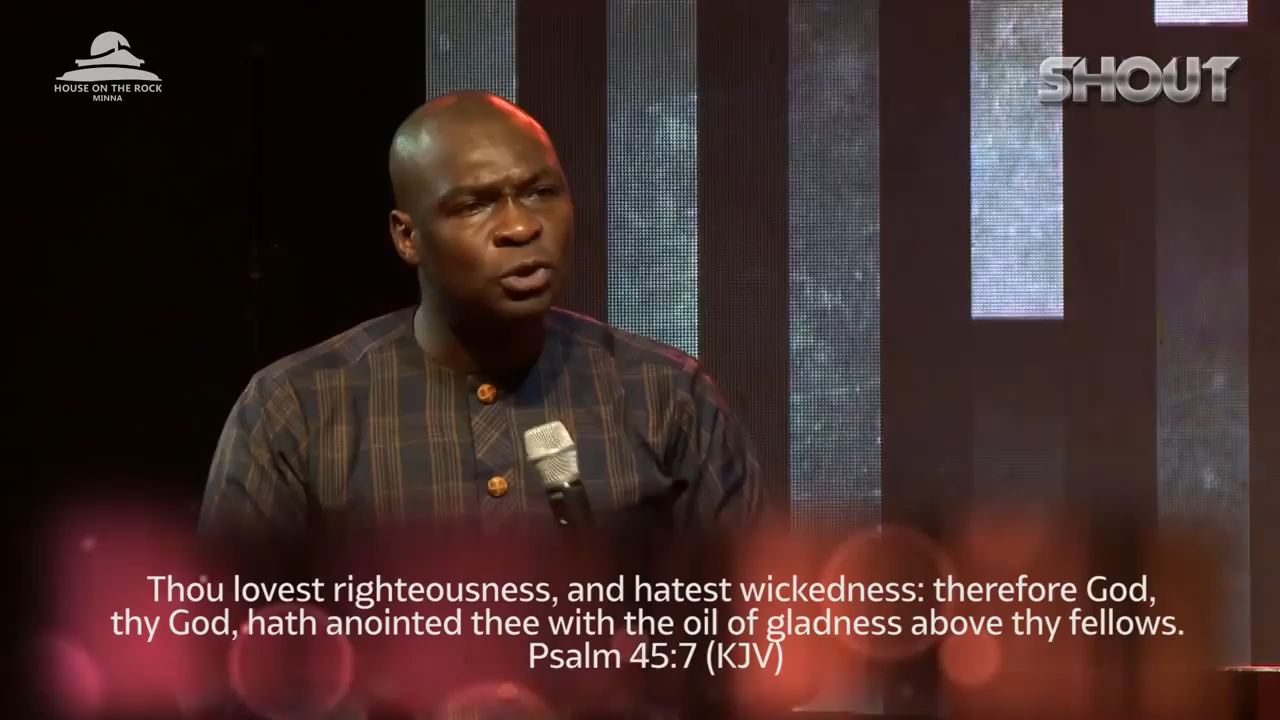 HOUSE ON THE ROCK
MINNA
SHOUT
Thou lovest righteousness, and hatest wickedness: therefore God,
thy God, hath anointed thee with the oil of gladness above thy fellows.
Psalm 45:7 (KJV)